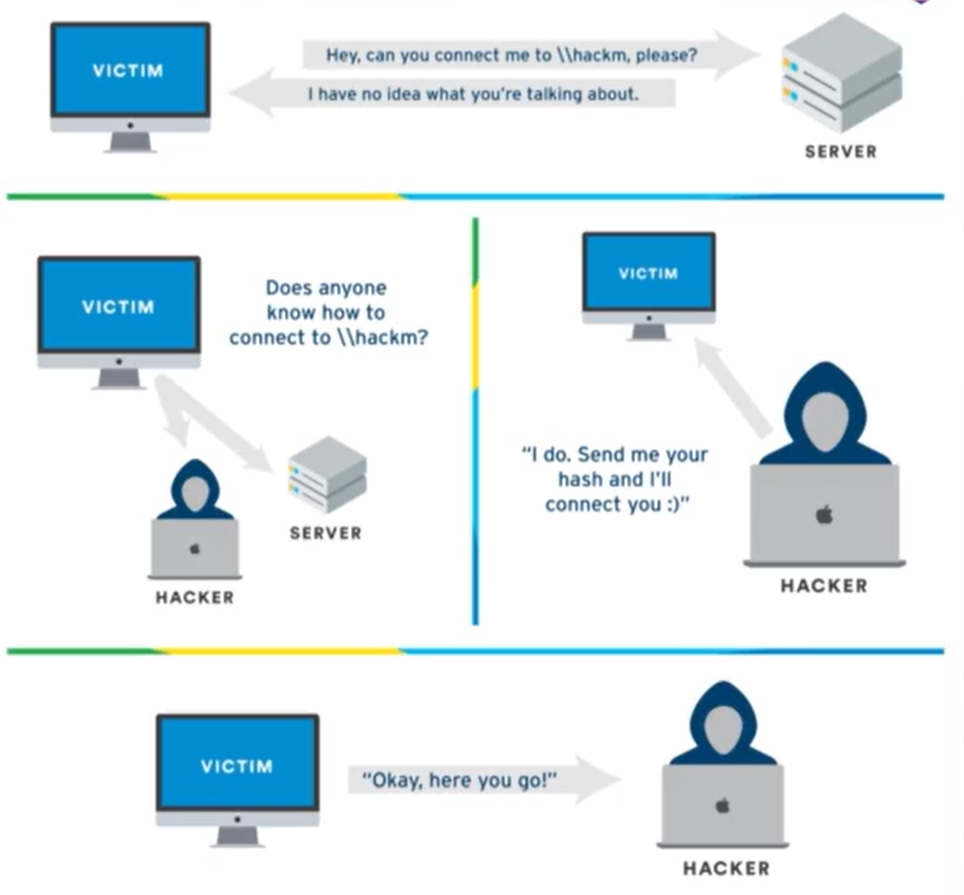 VICTIM
Hey, can you connect me to \\hackm, please?
I have no idea what you're talking about.
SERVER
VICTIM
Does anyone
know how to
connect to \\hackm?
SERVER
HACKER
VICTIM
“I do. Send me your
hash and I'll
connect you :)”
HACKER
VICTIM
“Okay, here you go!”
HACKER